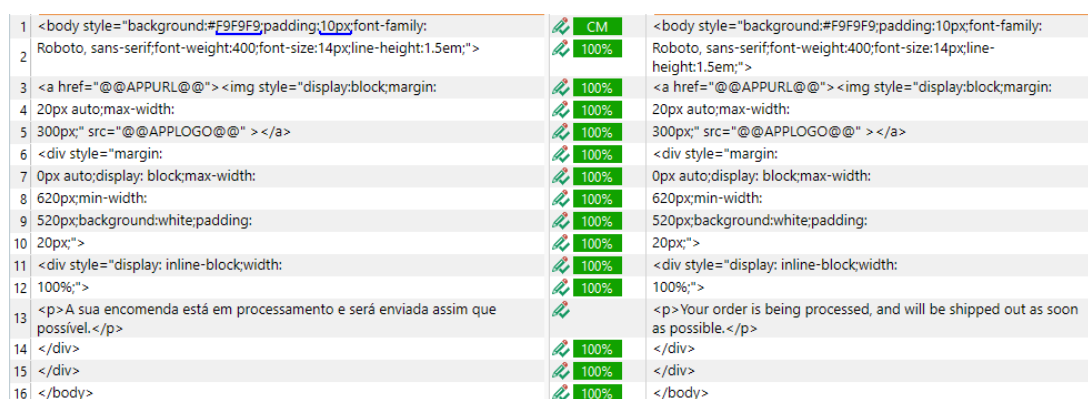 1 <body style="background:#F9F9F9;padding:10px;font-family: CM <body style="background:#F9F9F9;padding:10px;font-family:
2 Roboto, sans-serif;font-weight:400;font-size:14px;line-height:1.5em;"> 100% Roboto, sans-serif;font-weight:400;font-size:14px;line-
height:1.5em;">
3 <a href="@@APPURL@@"><img style="display:block;margin: 100% <a href="@@APPURL@@"><img style="display:block;margin:
4 20px auto;max-width: 100% 20px auto;max-width:
5 300px;" src="@@APPLOGO@@" ></a> 100% 300px;" src="@@APPLOGO@@" ></a>
6 <div style="margin: 100% <div style="margin:
7 0px auto;display: block;max-width: 100% 0px auto;display: block;max-width:
8 620px;min-width: 100% 620px;min-width:
9 520px;background:white;padding: 100% 520px;background:white;padding:
10 20px;"> 100% 20px;">
11 <div style="display: inline-block;width: 100% <div style="display: inline-block;width:
12 100%;"> 100% 100%;">
13 <p>A sua encomenda está em processamento e será enviada assim que <p>Your order is being processed, and will be shipped out as soon
possível.</p> as possible.</p>
14 </div> 100% </div>
15 </div> 100% </div>
16 </body> 100% </body>